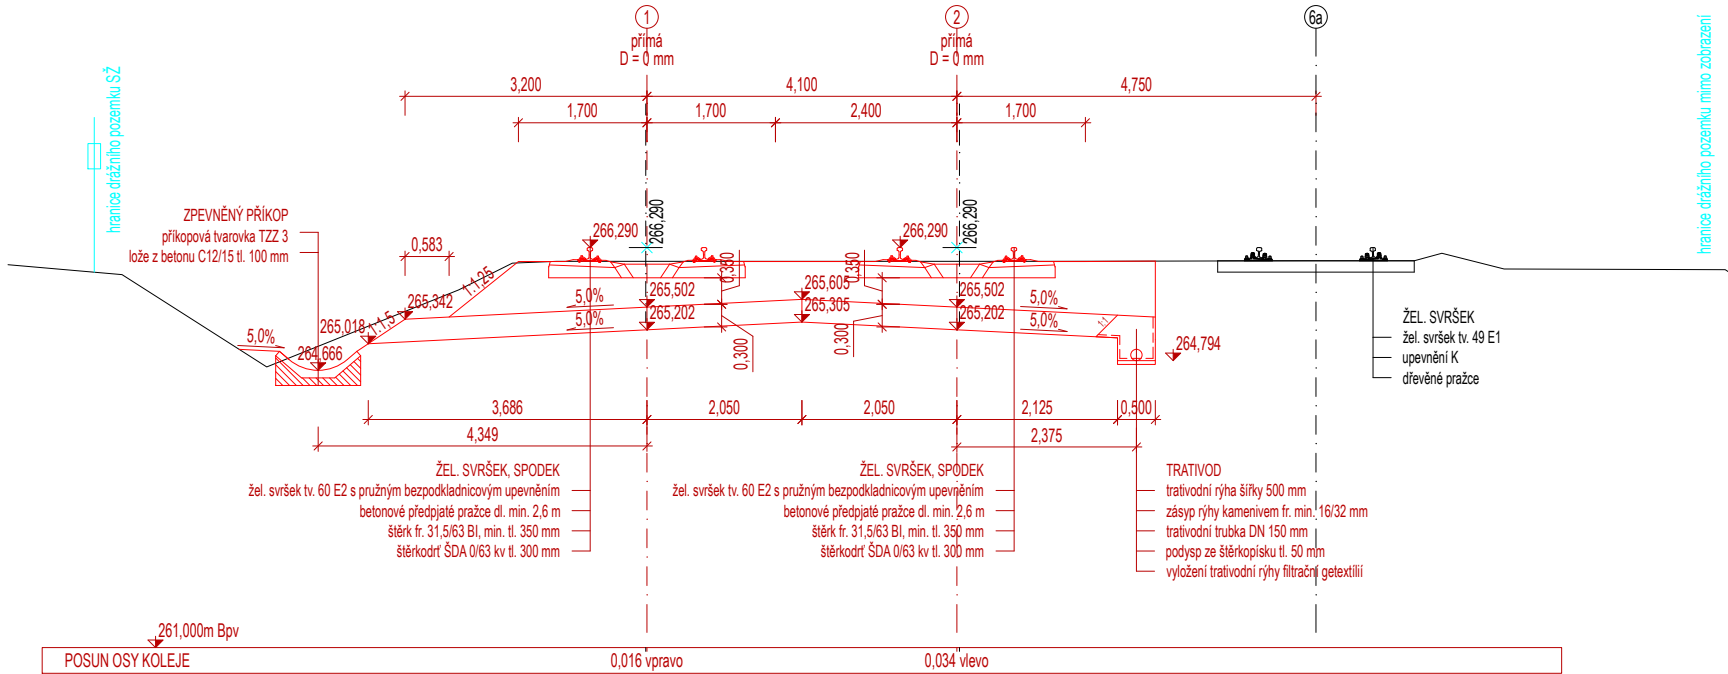 1
přímá
D = 0 mm
2
přímá
D = 0 mm
6a
hranice drážního pozemku SŽ
hranice drážního pozemku mimo zobrazení
3,200
4,100
4,750
1,700
1,700
2,400
1,700
ZPEVNĚNÝ PŘÍKOP
příkopová tvarovka TZZ 3
lože z betonu C12/15 tl. 100 mm
0,583
266,290
266,290
266,290
266,290
0,350
0,350
1:1,25
265,342
1:1,5
265,018
5,0%
264,666
5,0%
5,0%
265,502
265,202
265,605
265,305
265,502
265,202
5,0%
5,0%
0,300
0,300
1:1
264,794
ŽEL. SVRŠEK
žel. svršek tv. 49 E1
upevnění K
dřevěné pražce
3,686
2,050
2,050
2,125
0,500
4,349
2,375
ŽEL. SVRŠEK, SPODEK
žel. svršek tv. 60 E2 s pružným bezpodkladnicovým upevněním
betonové předpjaté pražce dl. min. 2,6 m
štěrk fr. 31,5/63 BI, min. tl. 350 mm
štěrkodrť ŠDA 0/63 kv tl. 300 mm
ŽEL. SVRŠEK, SPODEK
žel. svršek tv. 60 E2 s pružným bezpodkladnicovým upevněním
betonové předpjaté pražce dl. min. 2,6 m
štěrk fr. 31,5/63 BI, min. tl. 350 mm
štěrkodrť ŠDA 0/63 kv tl. 300 mm
TRATIVOD
trativodní rýha šířky 500 mm
zásyp rýhy kamenivem fr. min. 16/32 mm
trativodní trubka DN 150 mm
podysp ze štěrkopísku tl. 50 mm
vyložení trativodní rýhy filtrační getextílií
261,000m Bpv
POSUN OSY KOLEJE
0,016 vpravo
0,034 vlevo